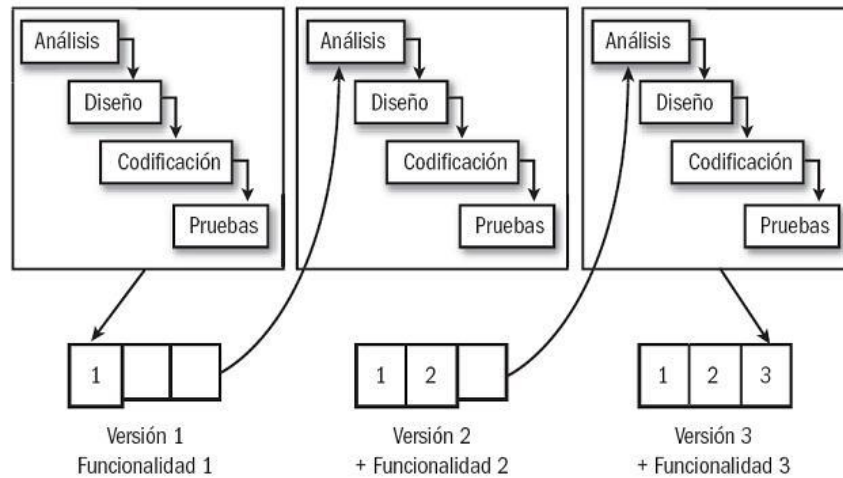 Análisis
Diseño
Codificación
Pruebas
Análisis
Diseño
Codificación
Pruebas
Análisis
Diseño
Codificación
Pruebas
1
1 2
1 2 3
Versión 1
Funcionalidad 1
Versión 2
+ Funcionalidad 2
Versión 3
+ Funcionalidad 3